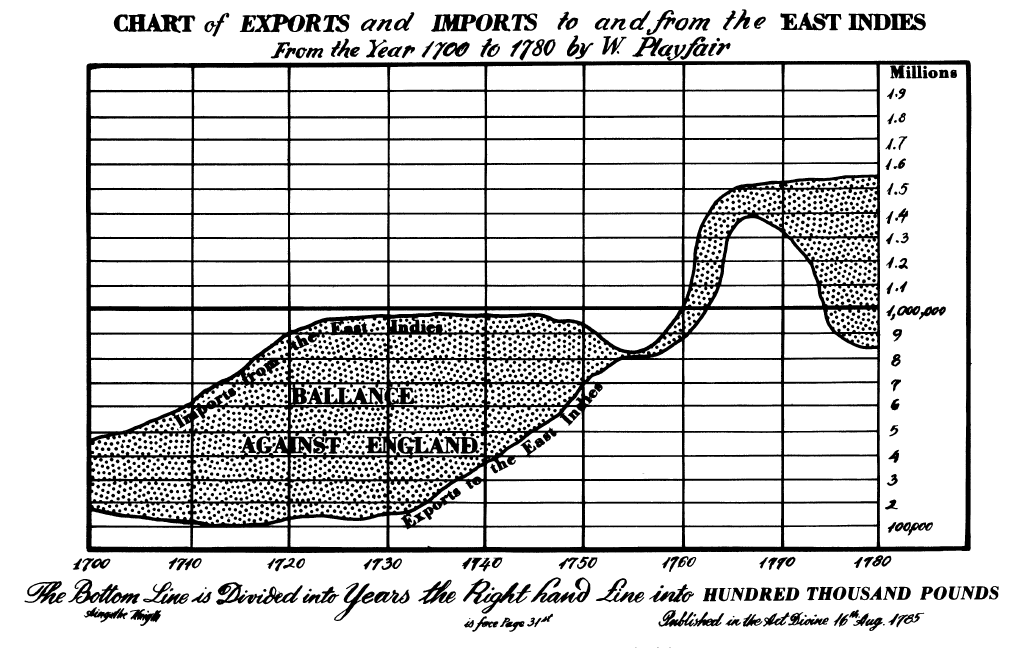 CHART of EXPORTS and IMPORTS to and from the EAST INDIES
From the Year 1700 to 1780 by W. Playfair
Millions
1.9
1.8
1.7
1.6
1.5
1.4
1.3
1.2
1.1
1,000,000
9
8
7
6
5
4
3
2
100,000
Imports from the East Indies
BALLANCE
AGAINST ENGLAND
Exports to the East Indies
1700 1710 1720 1730 1740 1750 1760 1770 1780
The Bottom Line is Divided into Years the Right hand Line into HUNDRED THOUSAND POUNDS
is face Page 31st
Published in the Act Divine 16th Aug. 1785